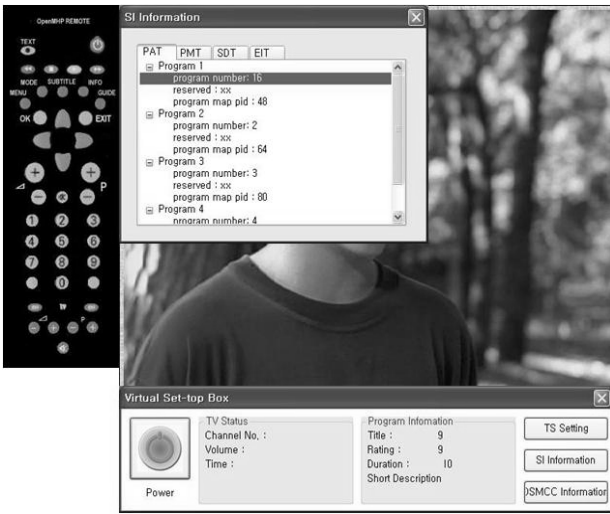 OpenMHP REMOTE
TEXT
MODE SUBTITLE INFO
MENU GUIDE
OK EXIT
P
1 2 3
4 5 6
7 8 9
0
TV
P
SI Information
PAT PMT SDT EIT
Program 1
program number: 16
reserved : xx
program map pid : 48
Program 2
program number: 2
program map pid : 64
Program 3
program number: 3
reserved : xx
program map pid : 80
Program 4
program number: 4
Virtual Set-top Box
Power
TV Status
Channel No. :
Volume :
Time :
Program Infomation
Title : 9
Rating : 9
Duration : 10
Short Description
TS Setting
SI Information
DSMCC Information